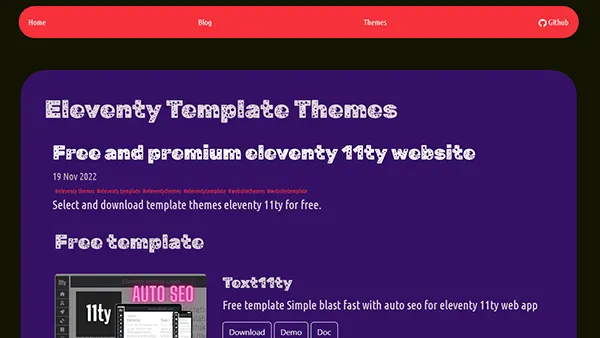 Home Blog Themes Github
Eleventy Template Themes
Free and premium eleventy 11ty website
19 Nov 2022
#eleventy themes #eleventy template #eleventythemes #eleventytemplate #websitethemes #websitetemplate
Select and download template themes eleventy 11ty for free.
Free template
11ty
AUTO SEO
Text11ty
Free template Simple blast fast with auto seo for eleventy 11ty web app
Download Demo Doc